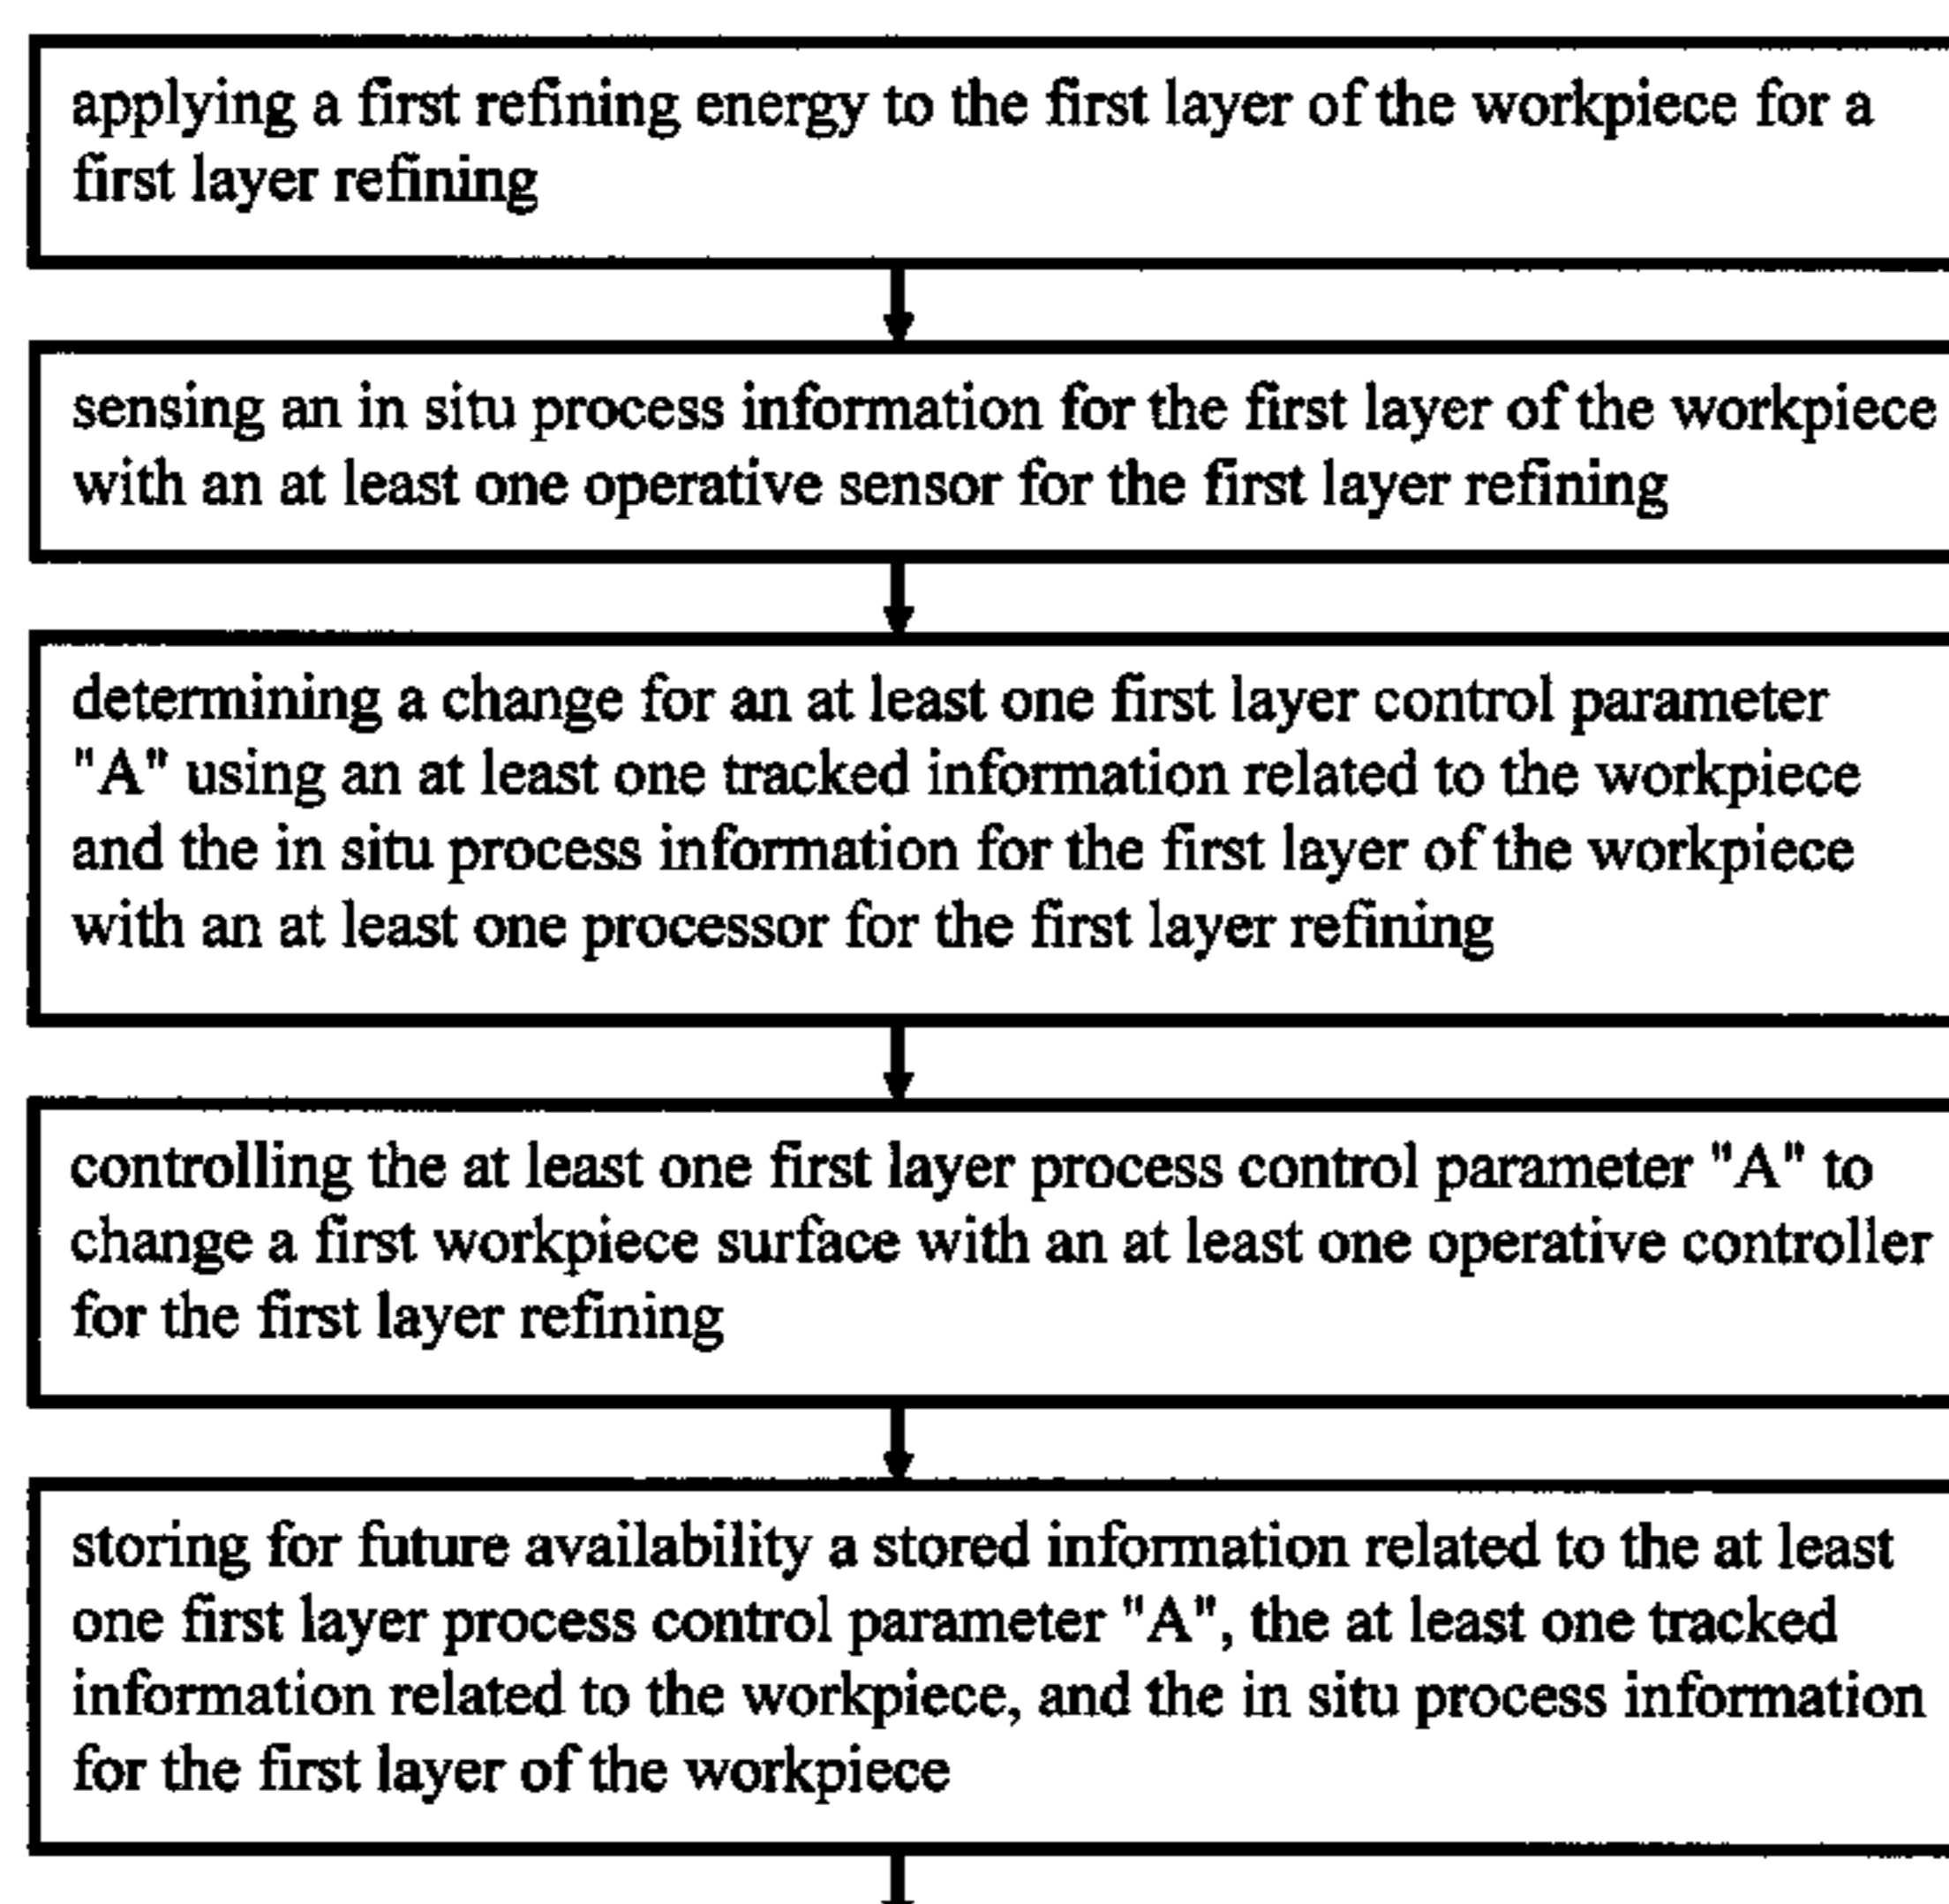 applying a first refining energy to the first layer of the workpiece for a
first layer refining
sensing an in situ process information for the first layer of the workpiece
with an at least one operative sensor for the first layer refining
determining a change for an at least one first layer control parameter
"A" using an at least one tracked information related to the workpiece
and the in situ process information for the first layer of the workpiece
with an at least one processor for the first layer refining
controlling the at least one first layer process control parameter "A" to
change a first workpiece surface with an at least one operative controller
for the first layer refining
storing for future availability a stored information related to the at least
one first layer process control parameter "A", the at least one tracked
information related to the workpiece, and the in situ process information
for the first layer of the workpiece